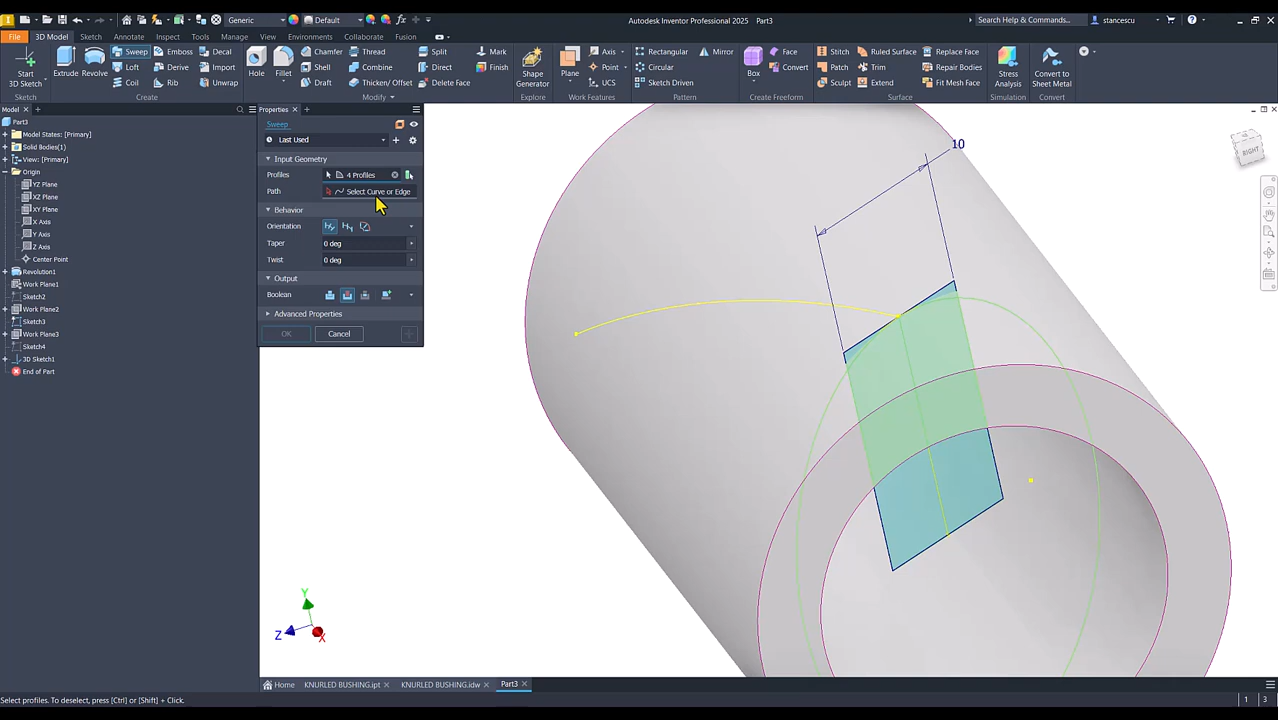 Generic
Default
Autodesk Inventor Professional 2025 Part3
Search Help & Commands...
stancescu
File
3D Model
Sketch
Annotate
Inspect
Tools
Manage
View
Environments
Collaborate
Fusion
Start
3D Sketch
Extrude
Revolve
Sweep
Loft
Coil
Emboss
Derive
Rib
Decal
Import
Unwrap
Hole
Fillet
Chamfer
Shell
Draft
Thread
Combine
Thicken/ Offset
Split
Direct
Delete Face
Mark
Finish
Shape
Generator
Plane
Axis
Point
UCS
Rectangular
Circular
Sketch Driven
Mirror
Box
Face
Convert
Stitch
Patch
Sculpt
Ruled Surface
Trim
Extend
Replace Face
Repair Bodies
Fit Mesh Face
Stress
Analysis
Convert to
Sheet Metal
Sketch
Create
Modify
Explore
Work Features
Pattern
Create Freeform
Surface
Simulation
Convert
Model
Part3
Model States: [Primary]
Solid Bodies(1)
View: [Primary]
Origin
YZ Plane
XZ Plane
XY Plane
X Axis
Y Axis
Z Axis
Center Point
Revolution1
Work Plane1
Sketch2
Work Plane2
Sketch3
Work Plane3
Sketch4
3D Sketch1
End of Part
Properties
Sweep
Last Used
Input Geometry
Profiles 4 Profiles
Path Select Curve or Edge
Behavior
Orientation
Taper 0 deg
Twist 0 deg
Output
Boolean
Advanced Properties
OK Cancel
10
RIGHT
Y
Z
X
Home
KNURLED BUSHING.ipt
KNURLED BUSHING.idw
Part3
Select profiles. To deselect, press [Ctrl] or [Shift] + Click.
1 3